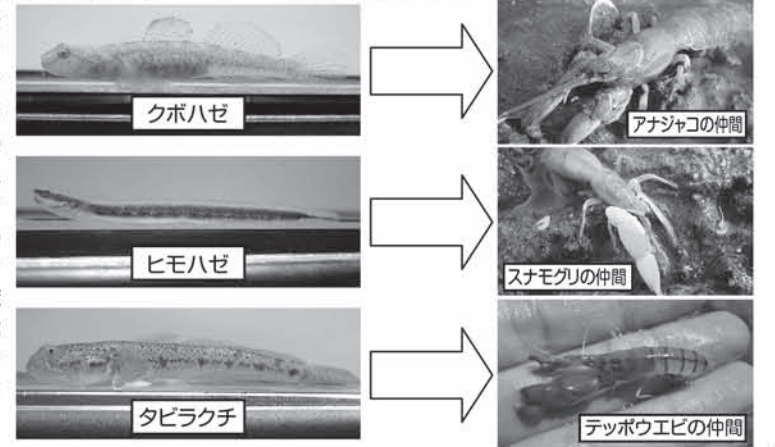 クボハゼ
アナジャコの仲間
ヒモハゼ
スナモグリの仲間
タビラクチ
テッポウエビの仲間